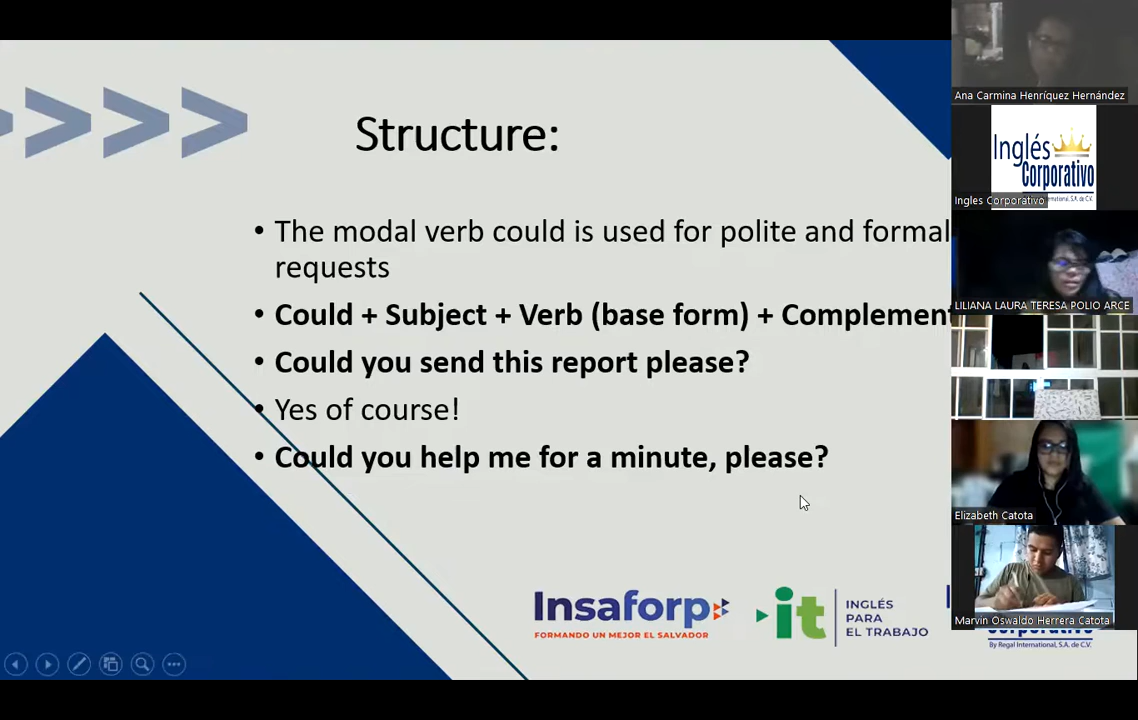 Structure:
• The modal verb could is used for polite and formal
requests
• Could + Subject + Verb (base form) + Complement
• Could you send this report please?
• Yes of course!
• Could you help me for a minute, please?
Insaforp
FORMANDO UN MEJOR EL SALVADOR
it
INGLÉS
PARA
EL TRABAJO
Corporativo
By Regal International, S.A. de C.V.
Ana Carmina Henríquez Hernández
Inglés
Corporativo
Ingles Corporativo
International, S.A. de C.V.
LILIANA LAURA TERESA POLIO ARCE
Elizabeth Catota
Marvin Oswaldo Herrera Catota